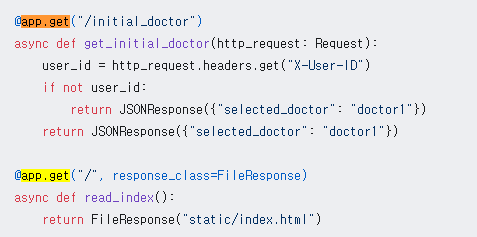 @app.get("/initial_doctor")
async def get_initial_doctor(http_request: Request):
    user_id = http_request.headers.get("X-User-ID")
    if not user_id:
        return JSONResponse({"selected_doctor": "doctor1"})
    return JSONResponse({"selected_doctor": "doctor1"})

@app.get("/", response_class=FileResponse)
async def read_index():
    return FileResponse("static/index.html")